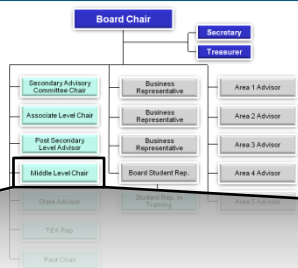 Board Chair
Secretary
Treasurer
Secondary Advisory
Committee Chair
Business
Representative
Area 1 Advisor
Associate Level Chair
Business
Representative
Area 2 Advisor
Post Secondary
Level Advisor
Business
Representative
Area 3 Advisor
Middle Level Chair
Board Student Rep.
Area 4 Advisor
State Advisor
Student Rep. in
Training
Area 5 Advisor
TEA Rep
Past Chair